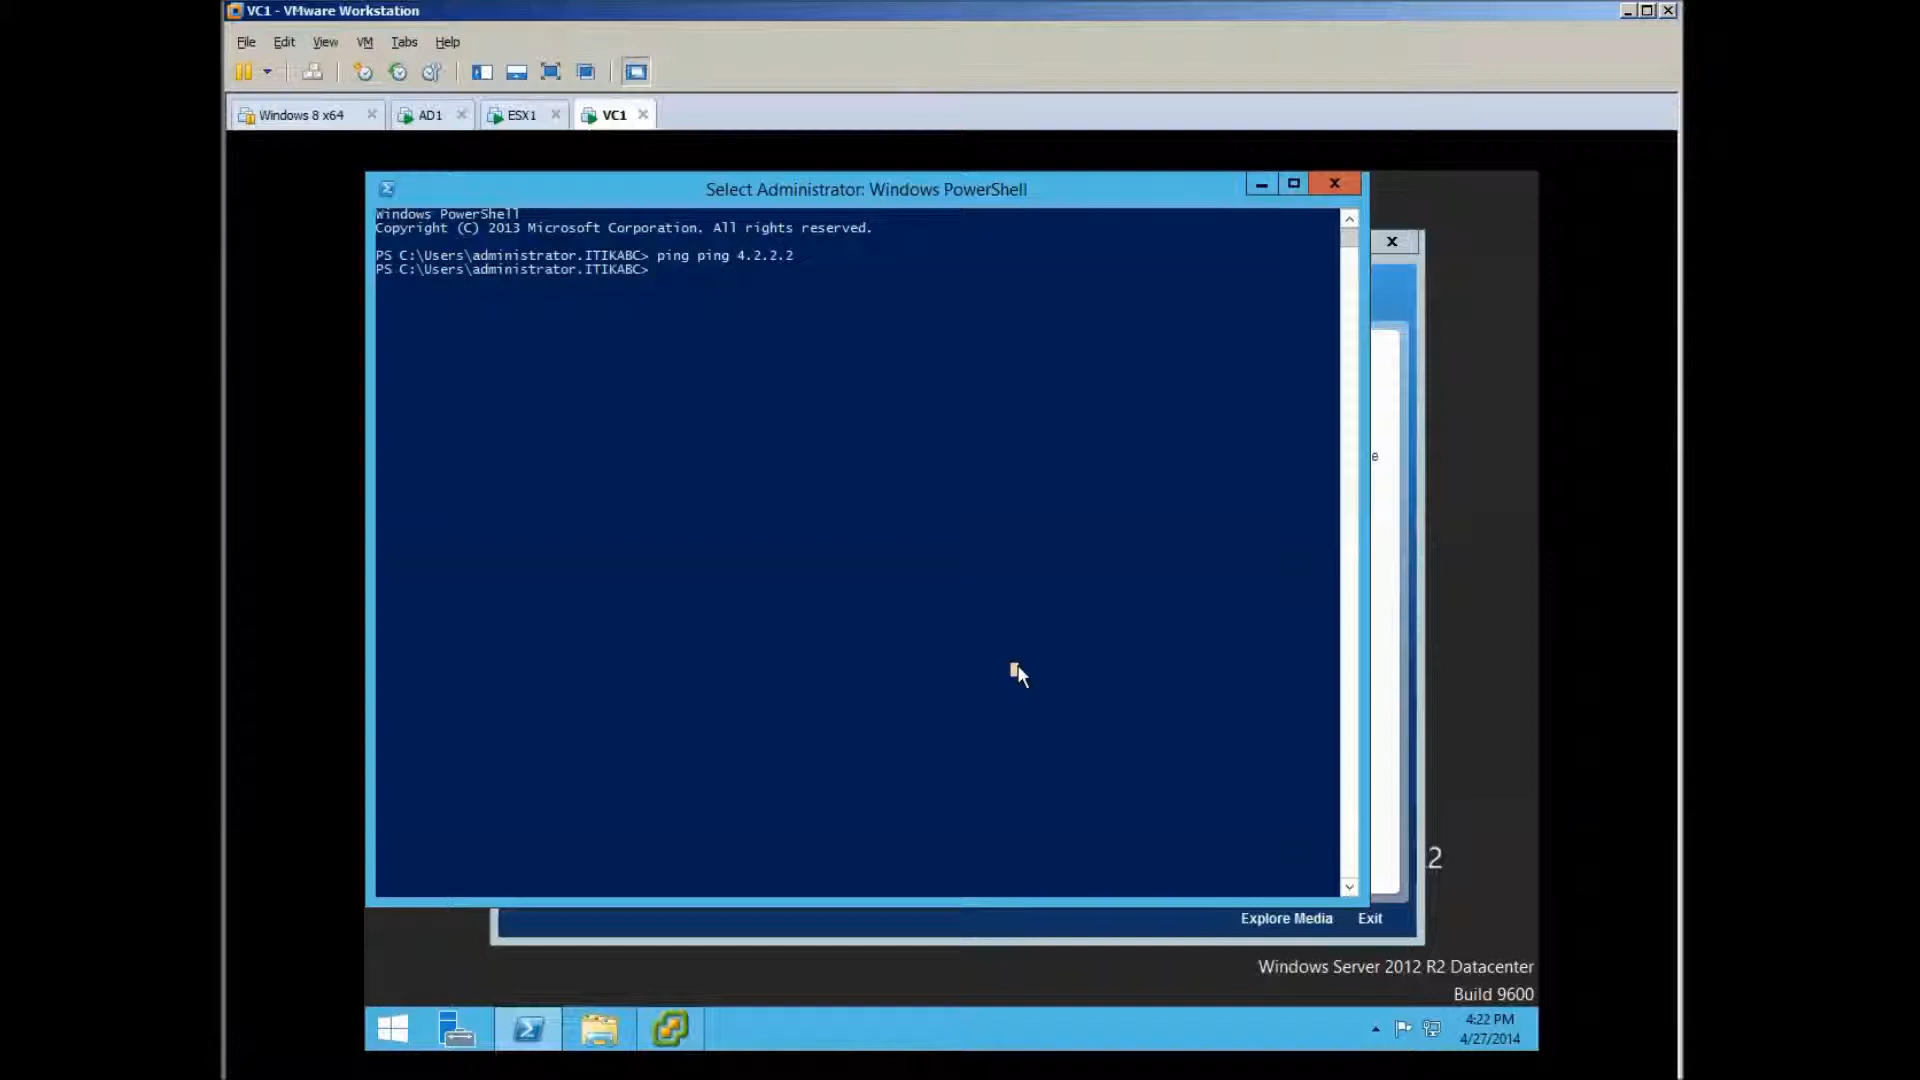 VC1 - VMware Workstation
File Edit View VM Tabs Help
Windows 8 x64 AD1 ESX1 VC1
Select Administrator: Windows PowerShell
Windows PowerShell
Copyright (C) 2013 Microsoft Corporation. All rights reserved.
PS C:\Users\administrator.ITIKABC> ping ping 4.2.2.2
PS C:\Users\administrator.ITIKABC>
e
2
Explore Media Exit
Windows Server 2012 R2 Datacenter
Build 9600
4:22 PM
4/27/2014